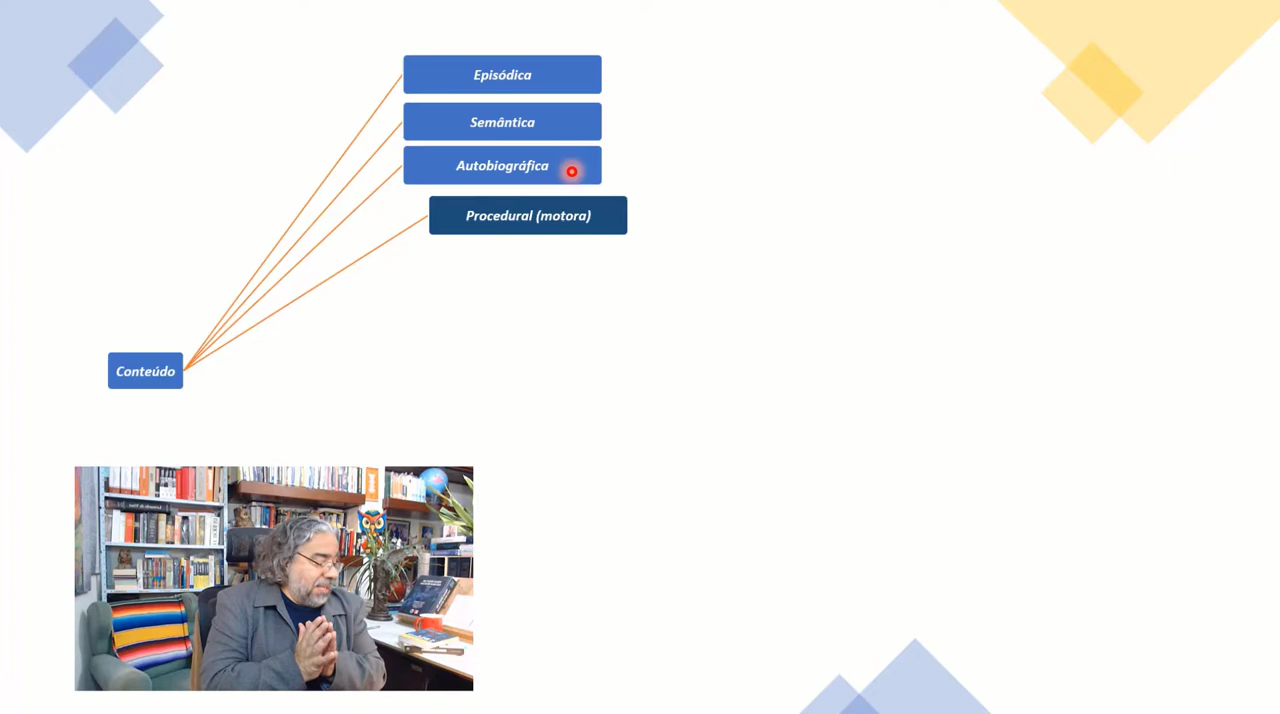 Episódica
Semântica
Autobiográfica
Procedural (motora)
Conteúdo